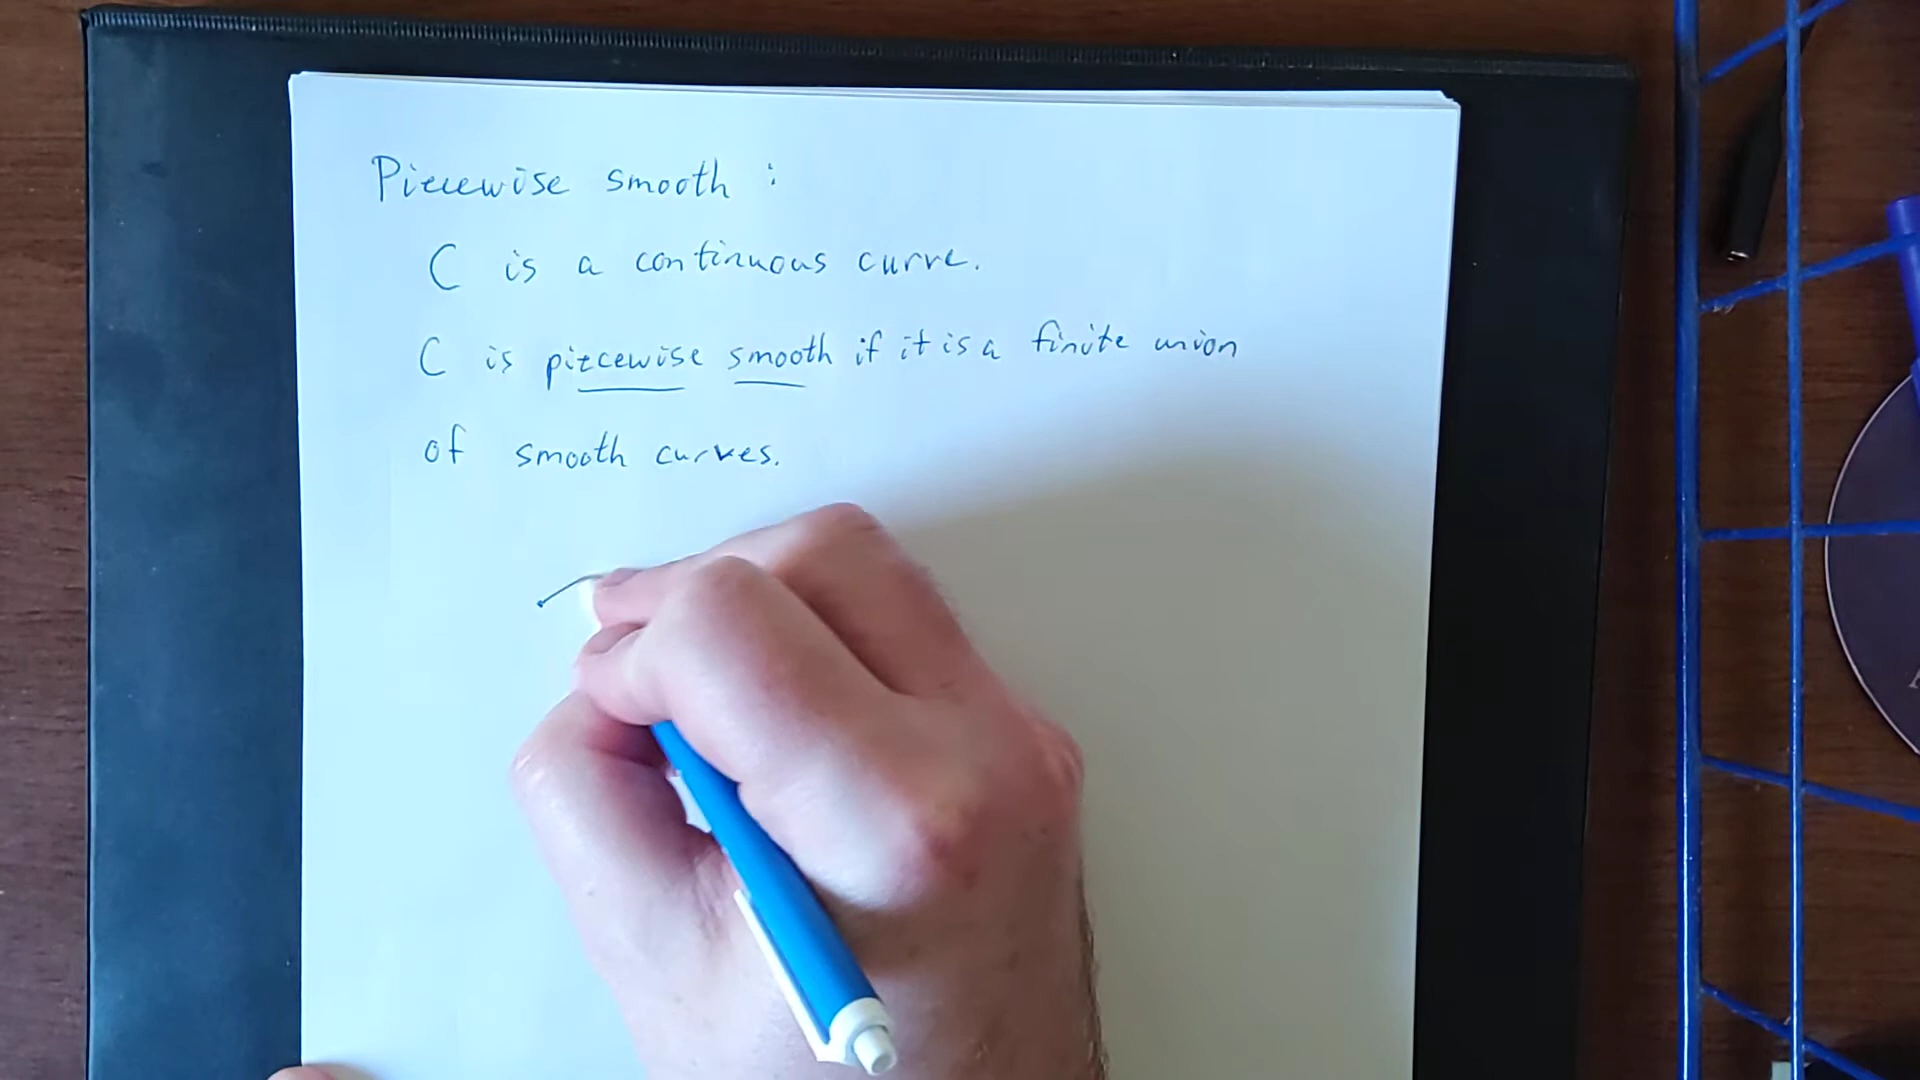 Piecewise smooth :
C is a continuous curve.
C is piecewise smooth if it is a finite union
of smooth curves.